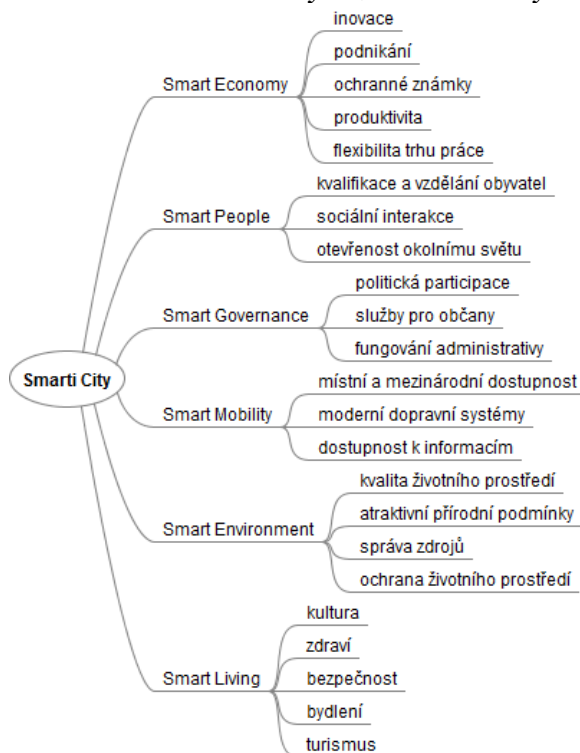 Smarti City
Smart Economy
inovace
podnikání
ochranné známky
produktivita
flexibilita trhu práce
Smart People
kvalifikace a vzdělání obyvatel
sociální interakce
otevřenost okolnímu světu
Smart Governance
politická participace
služby pro občany
fungování administrativy
Smart Mobility
místní a mezinárodní dostupnost
moderní dopravní systémy
dostupnost k informacím
Smart Environment
kvalita životního prostředí
atraktivní přírodní podmínky
správa zdrojů
ochrana životního prostředí
Smart Living
kultura
zdraví
bezpečnost
bydlení
turismus